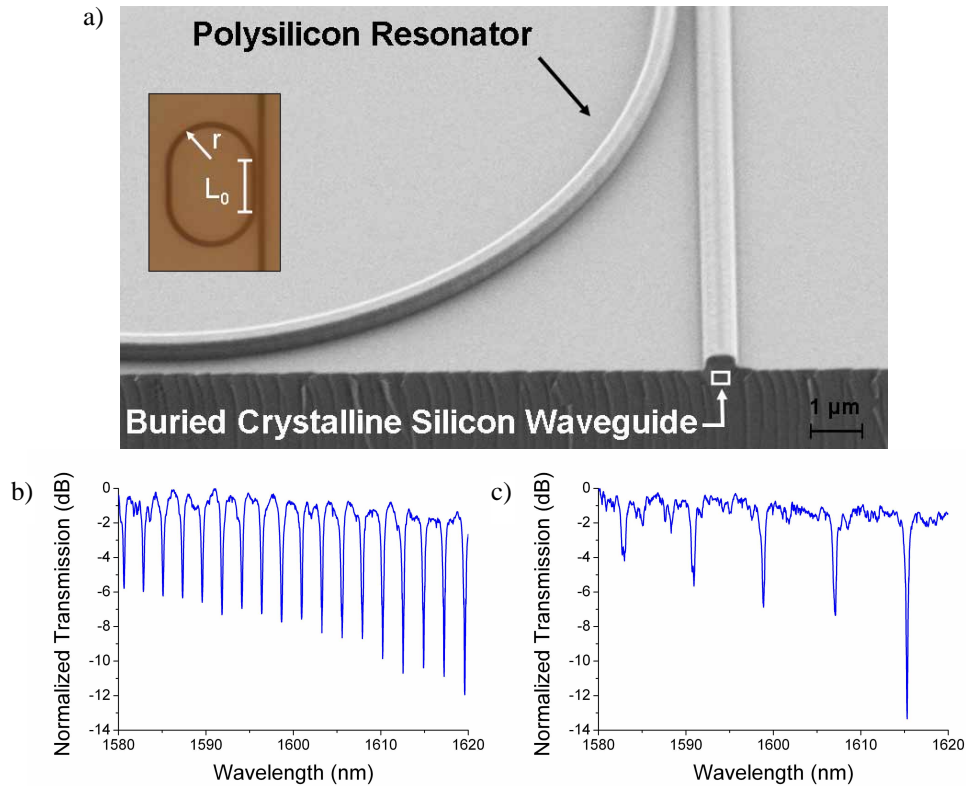 a)
Polysilicon Resonator
r
L₀
Buried Crystalline Silicon Waveguide
1 µm
b)
Normalized Transmission (dB)
0
-2
-4
-6
-8
-10
-12
-14
1580 1590 1600 1610 1620
Wavelength (nm)
c)
Normalized Transmission (dB)
0
-2
-4
-6
-8
-10
-12
-14
1580 1590 1600 1610 1620
Wavelength (nm)